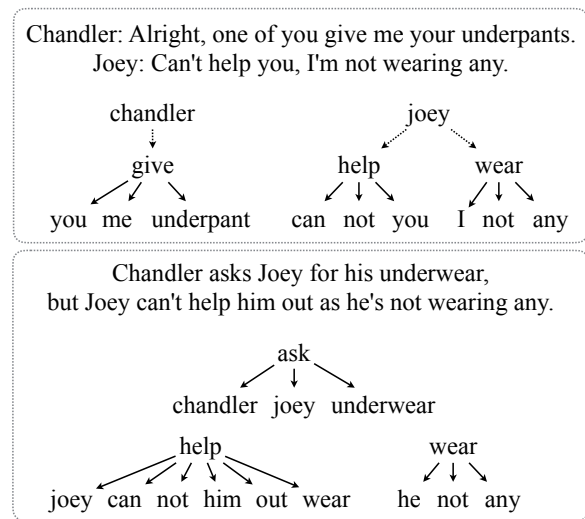 Chandler: Alright, one of you give me your underpants.
Joey: Can't help you, I'm not wearing any.
chandler joey
give help wear
you me underpant can not you I not any
Chandler asks Joey for his underwear,
but Joey can't help him out as he's not wearing any.
ask
chandler joey underwear
help wear
joey can not him out wear he not any